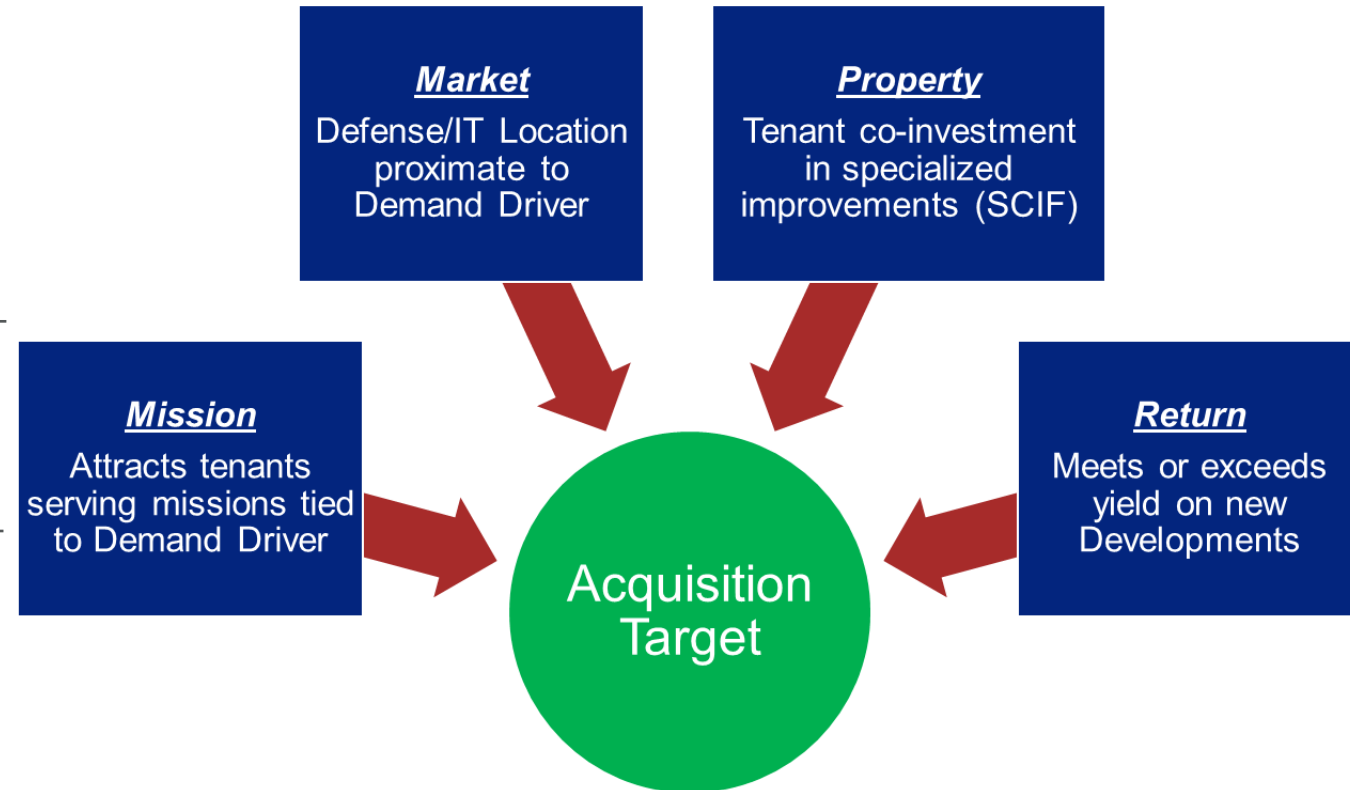 Market
Defense/IT Location
proximate to
Demand Driver
Property
Tenant co-investment
in specialized
improvements (SCIF)
Mission
Attracts tenants
serving missions tied
to Demand Driver
Return
Meets or exceeds
yield on new
Developments
Acquisition
Target